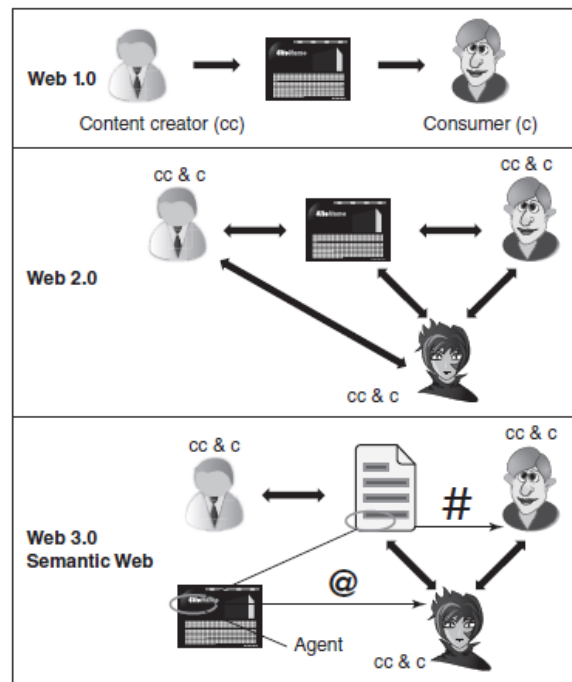 Web 1.0
Content creator (cc)
Consumer (c)
cc & c
cc & c
Web 2.0
cc & c
cc & c
cc & c
#
Web 3.0
Semantic Web
@
Agent
cc & c